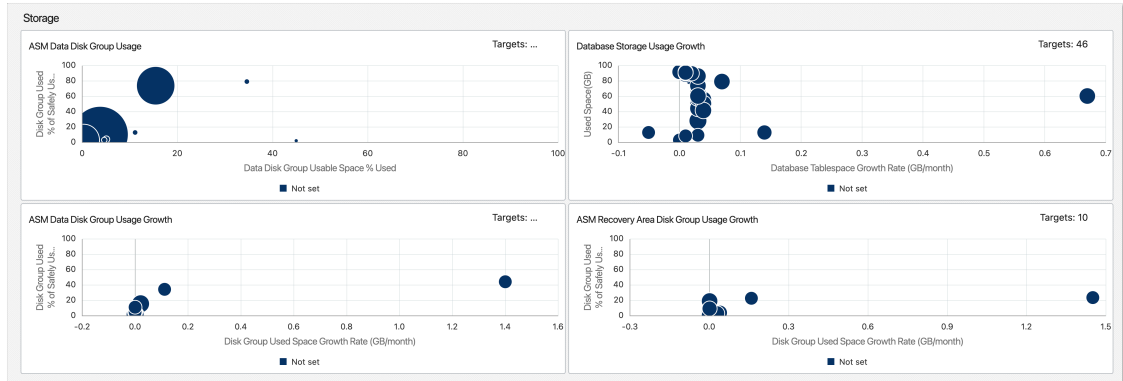 Storage
ASM Data Disk Group Usage
Targets: ...
Disk Group Used
% of Safely Us...
100
80
60
40
20
0
0
20
40
60
80
100
Data Disk Group Usable Space % Used
Not set
Database Storage Usage Growth
Targets: 46
Used Space(GB)
100
80
60
40
20
0
-0.1
0.0
0.1
0.2
0.3
0.4
0.5
0.6
0.7
Database Tablespace Growth Rate (GB/month)
Not set
ASM Data Disk Group Usage Growth
Targets: ...
Disk Group Used
% of Safely Us...
100
80
60
40
20
0
-0.2
0.0
0.2
0.4
0.6
0.8
1.0
1.2
1.4
1.6
Disk Group Used Space Growth Rate (GB/month)
Not set
ASM Recovery Area Disk Group Usage Growth
Targets: 10
Disk Group Used
% of Safely Us...
100
80
60
40
20
0
-0.3
0.0
0.3
0.6
0.9
1.2
1.5
Disk Group Used Space Growth Rate (GB/month)
Not set